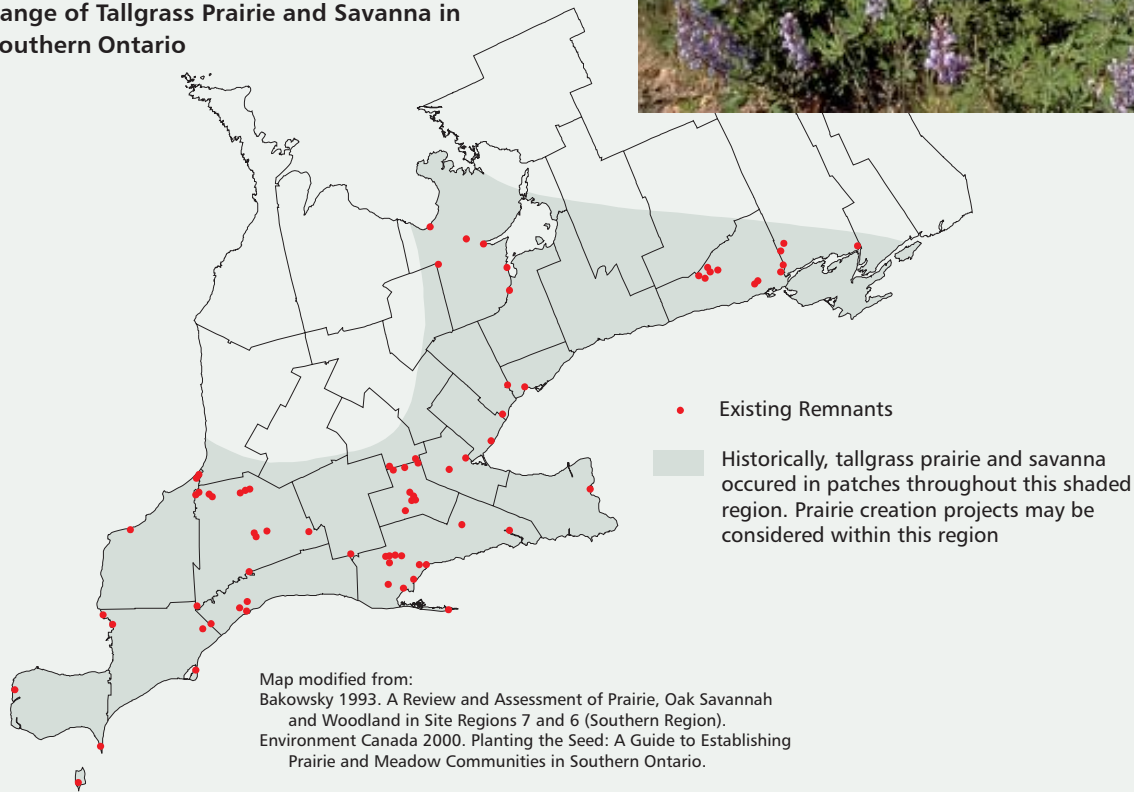 ange of Tallgrass Prairie and Savanna in
outhern Ontario
Existing Remnants
Historically, tallgrass prairie and savanna
occured in patches throughout this shaded
region. Prairie creation projects may be
considered within this region
Map modified from:
Bakowsky 1993. A Review and Assessment of Prairie, Oak Savannah
and Woodland in Site Regions 7 and 6 (Southern Region).
Environment Canada 2000. Planting the Seed: A Guide to Establishing
Prairie and Meadow Communities in Southern Ontario.